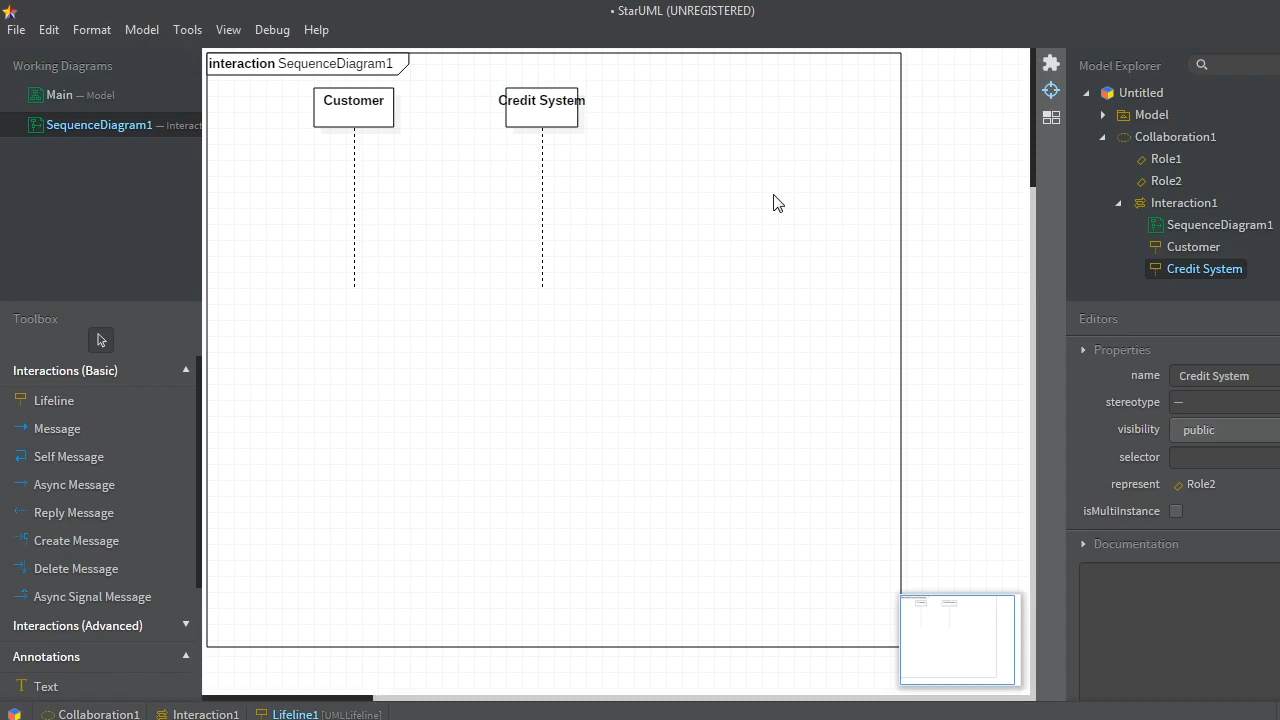 • StarUML (UNREGISTERED)
File Edit Format Model Tools View Debug Help
Working Diagrams
Main — Model
SequenceDiagram1 — Interact
Toolbox
Interactions (Basic)
Lifeline
Message
Self Message
Async Message
Reply Message
Create Message
Delete Message
Async Signal Message
Interactions (Advanced)
Annotations
Text
interaction SequenceDiagram1
Customer
Credit System
Model Explorer
Untitled
Model
Collaboration1
Role1
Role2
Interaction1
SequenceDiagram1
Customer
Credit System
Editors
Properties
name Credit System
stereotype —
visibility public
selector
represent Role2
isMultiInstance
Documentation
Collaboration1 Interaction1 Lifeline1 [UMLLifeline]